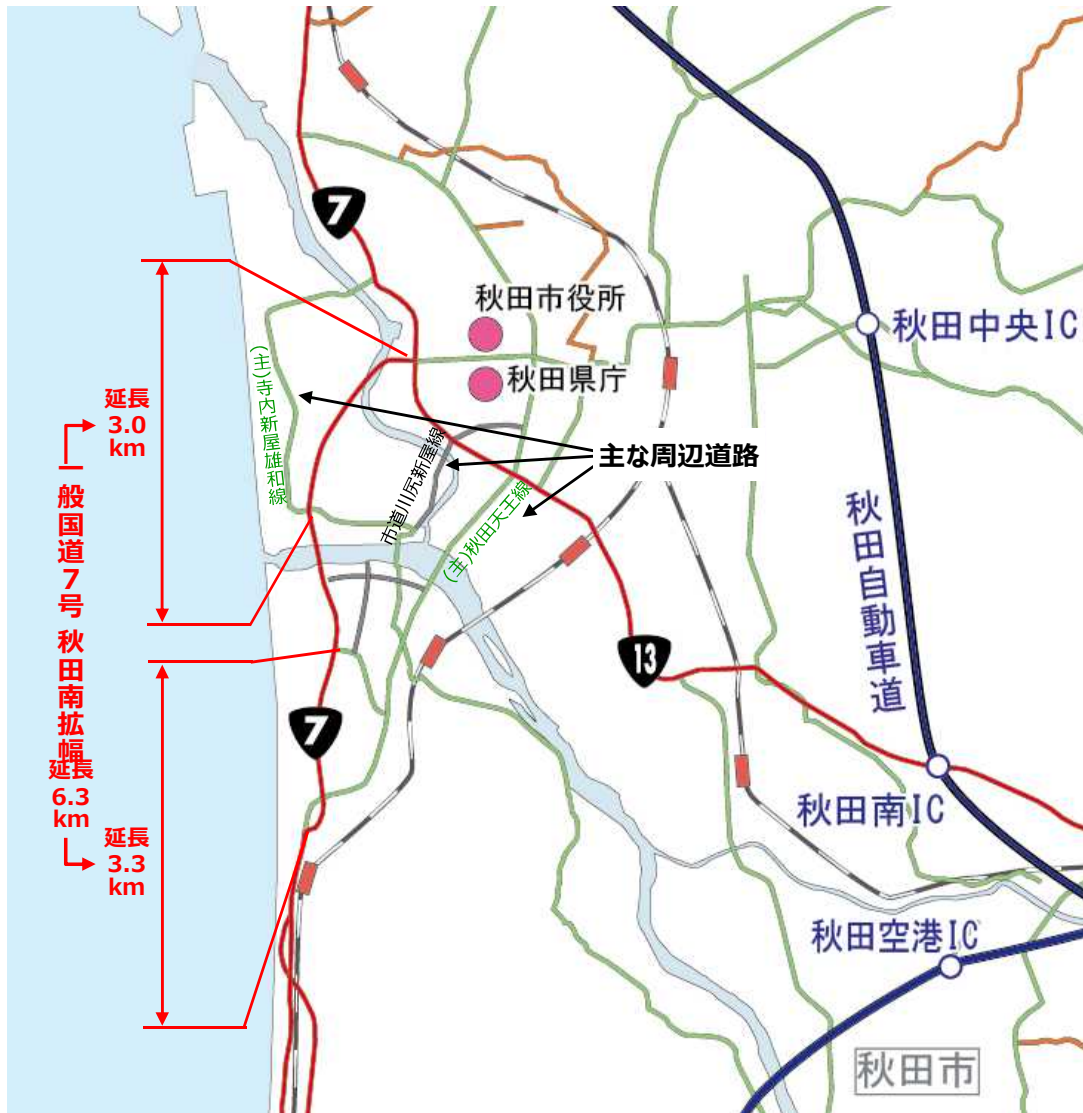 7
秋田市役所
秋田県庁
秋田中央IC
延長
3.0
km
(主)寺内新屋雄和線
市道川尻新屋線
主な周辺道路
(主)秋田天王線
秋田自動車道
一般国道7号 秋田南拡幅
延長
6.3
km
延長
3.3
km
13
7
秋田南IC
秋田空港IC
秋田市